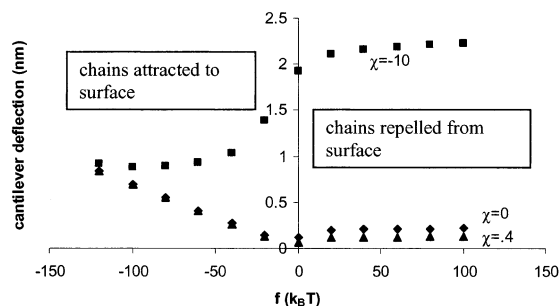 2.5
2
1.5
1
0.5
0
-150
-100
-50
0
50
100
150
cantilever deflection (nm)
f (kBT)
chains attracted to
surface
χ=-10
chains repelled from
surface
χ=0
χ=.4